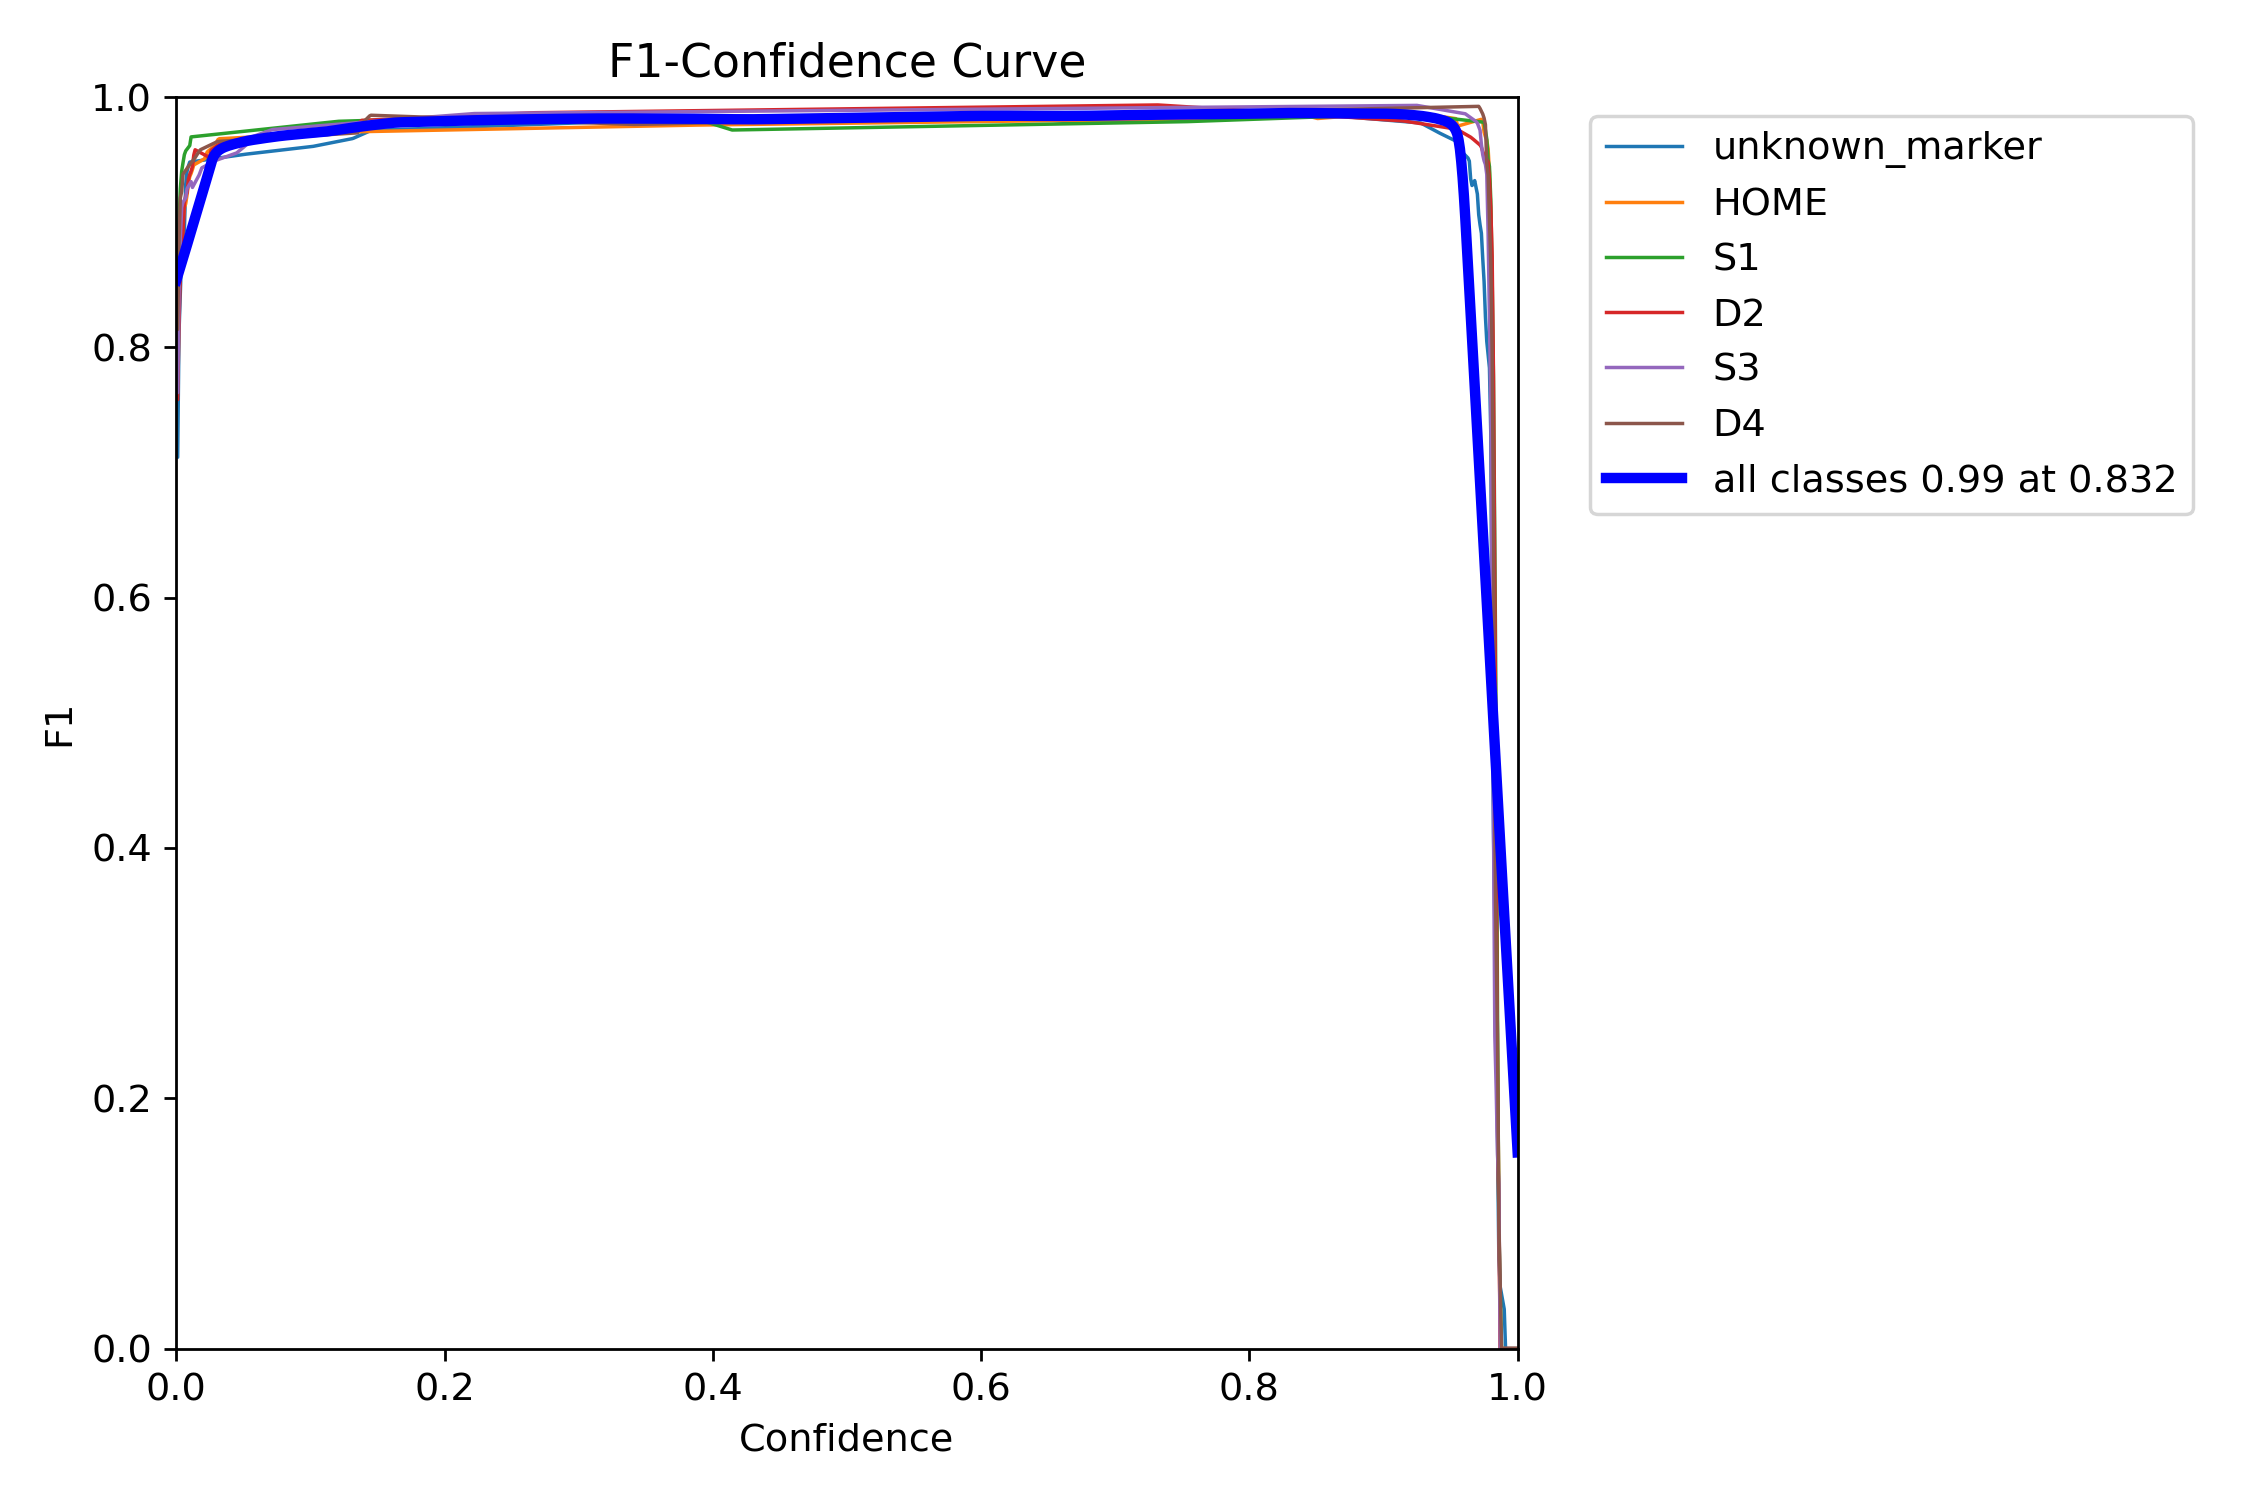 F1-Confidence Curve
1.0
0.8
0.6
0.4
0.2
0.0
F1
0.0 0.2 0.4 0.6 0.8 1.0
Confidence
unknown_marker
HOME
S1
D2
S3
D4
all classes 0.99 at 0.832